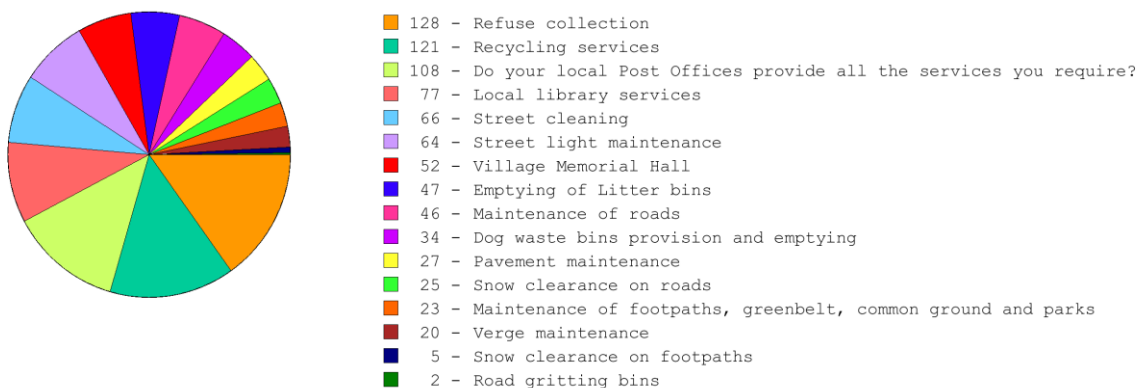 128 - Refuse collection
121 - Recycling services
108 - Do your local Post Offices provide all the services you require?
77 - Local library services
66 - Street cleaning
64 - Street light maintenance
52 - Village Memorial Hall
47 - Emptying of Litter bins
46 - Maintenance of roads
34 - Dog waste bins provision and emptying
27 - Pavement maintenance
25 - Snow clearance on roads
23 - Maintenance of footpaths, greenbelt, common ground and parks
20 - Verge maintenance
5 - Snow clearance on footpaths
2 - Road gritting bins